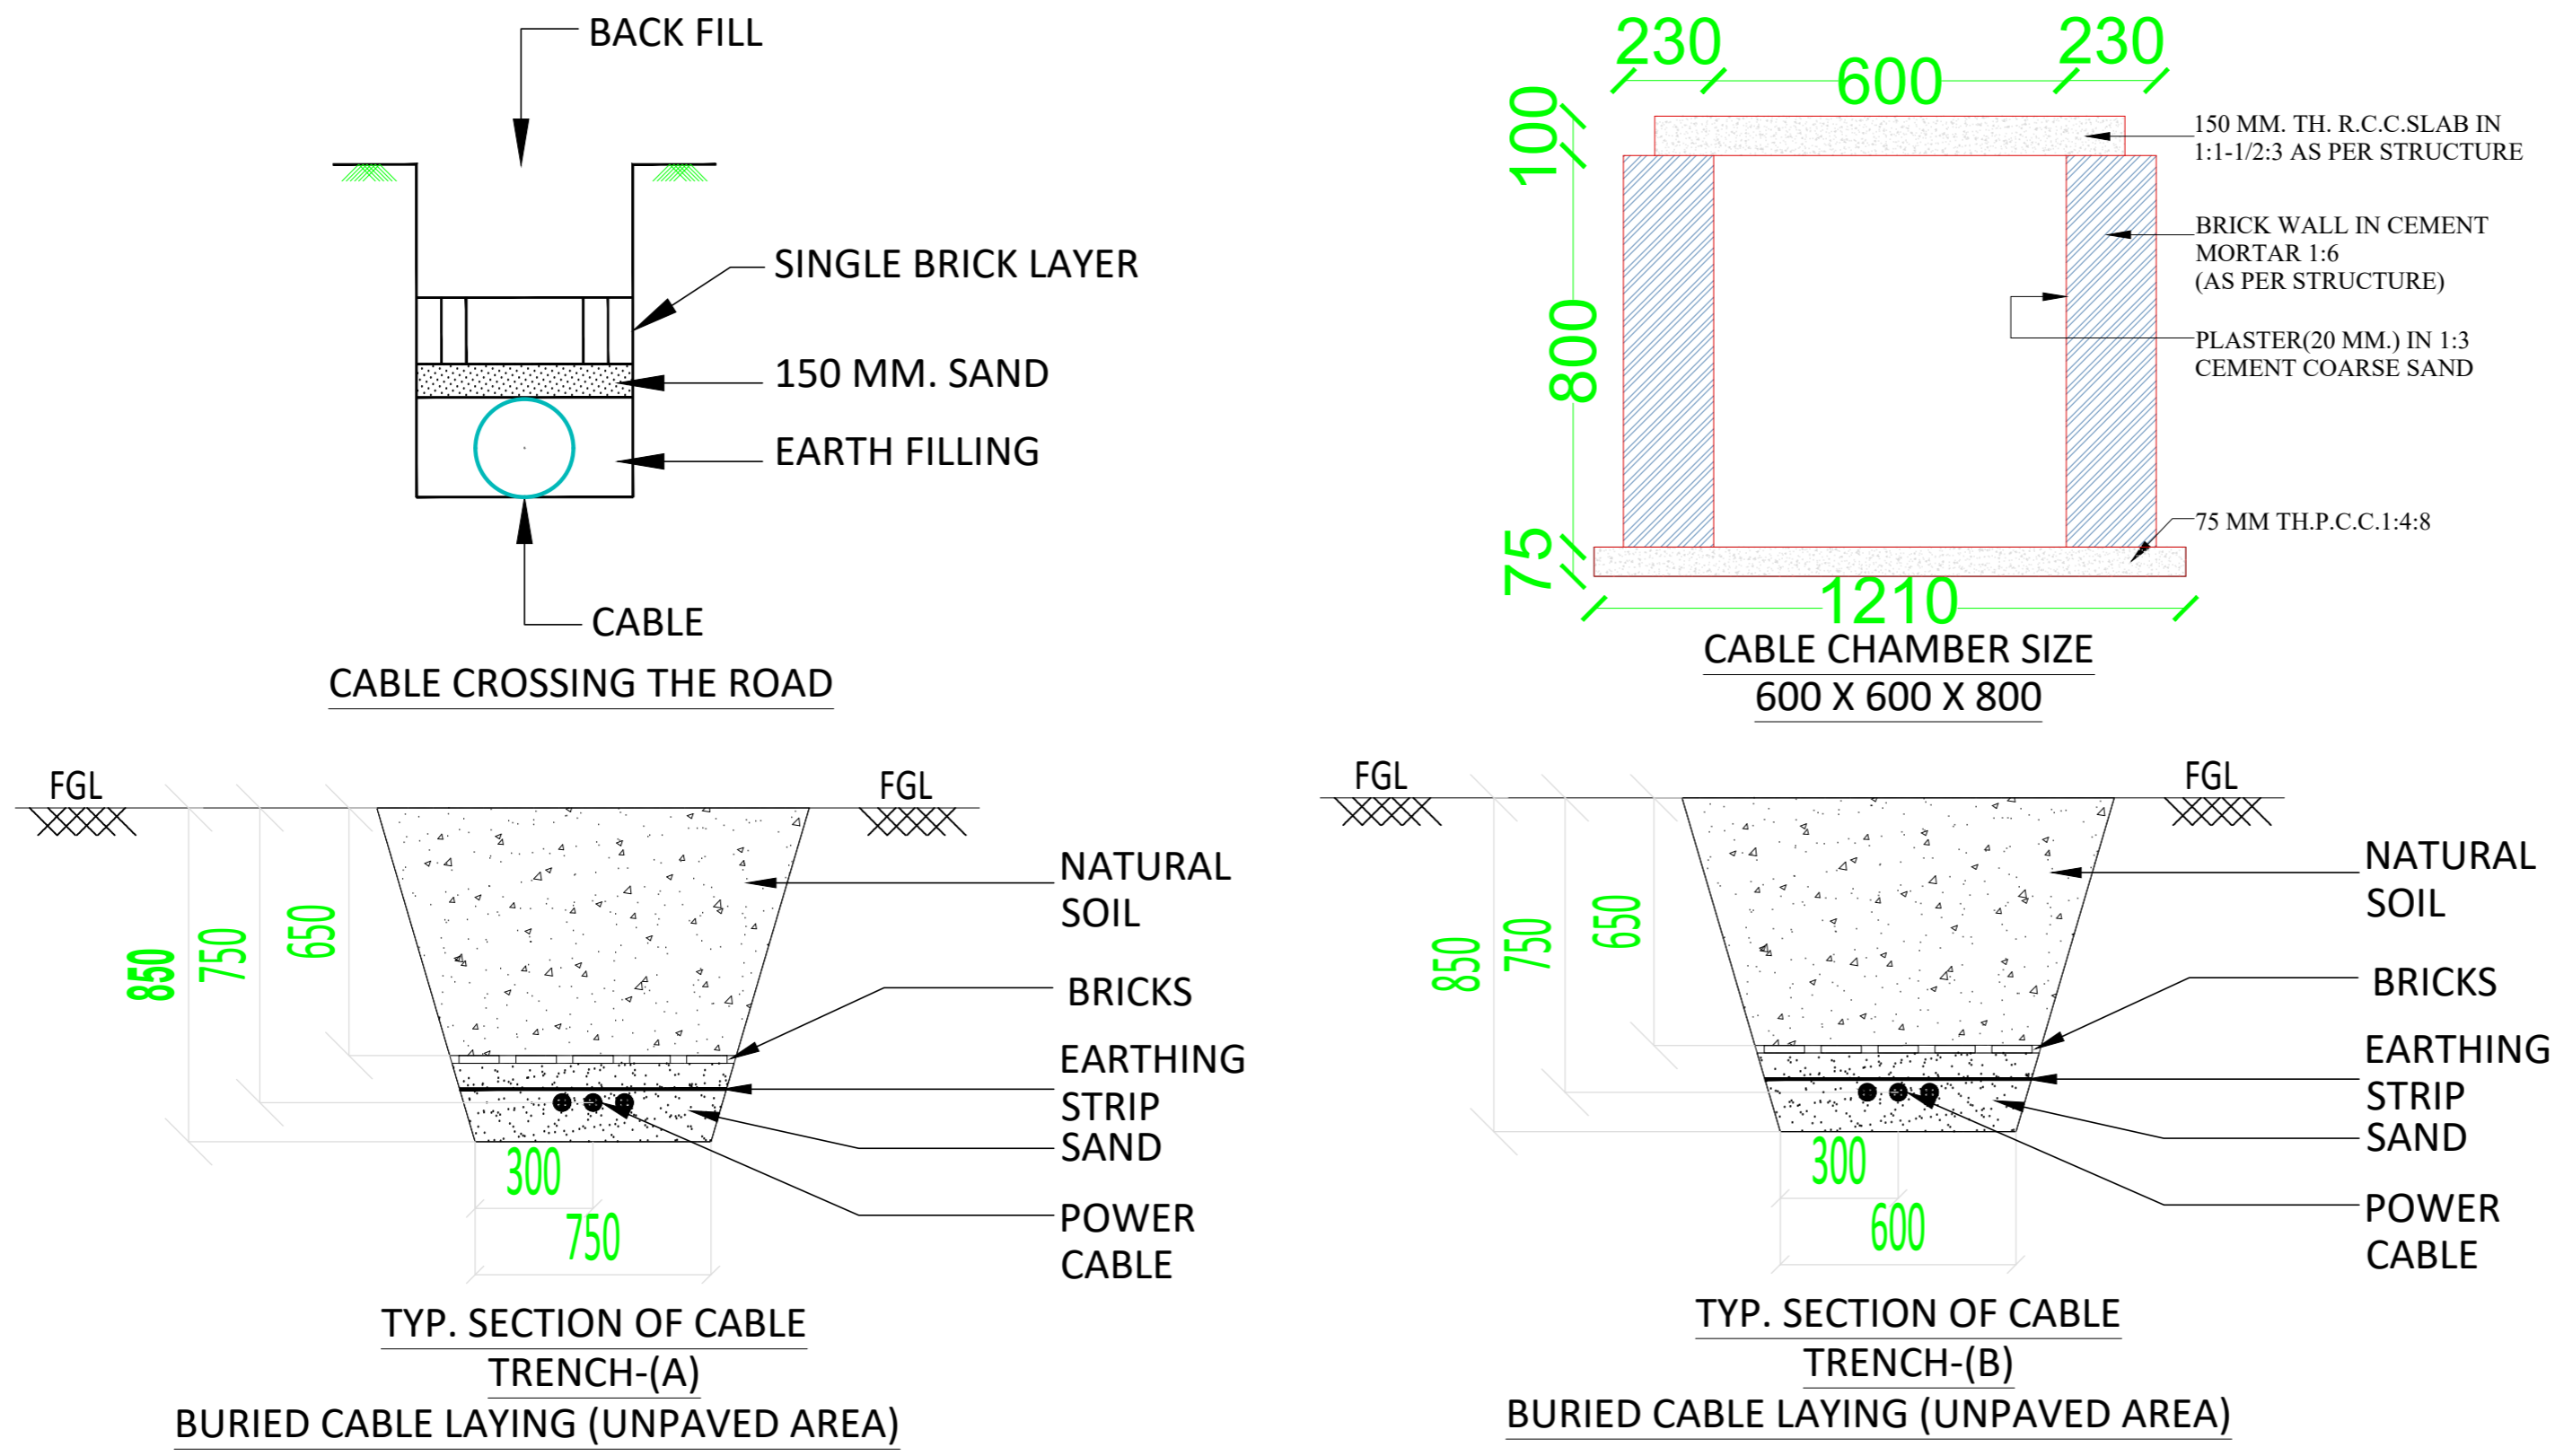 BACK FILL
SINGLE BRICK LAYER
150 MM. SAND
EARTH FILLING
CABLE
CABLE CROSSING THE ROAD
230
600
230
100
800
75
1210
150 MM. TH. R.C.C.SLAB IN
1:1-1/2:3 AS PER STRUCTURE
BRICK WALL IN CEMENT
MORTAR 1:6
(AS PER STRUCTURE)
PLASTER(20 MM.) IN 1:3
CEMENT COARSE SAND
75 MM TH.P.C.C.1:4:8
CABLE CHAMBER SIZE
600 X 600 X 800
FGL
FGL
850
750
650
NATURAL
SOIL
BRICKS
EARTHING
STRIP
SAND
POWER
CABLE
300
750
TYP. SECTION OF CABLE
TRENCH-(A)
BURIED CABLE LAYING (UNPAVED AREA)
FGL
FGL
850
750
650
NATURAL
SOIL
BRICKS
EARTHING
STRIP
SAND
POWER
CABLE
300
600
TYP. SECTION OF CABLE
TRENCH-(B)
BURIED CABLE LAYING (UNPAVED AREA)